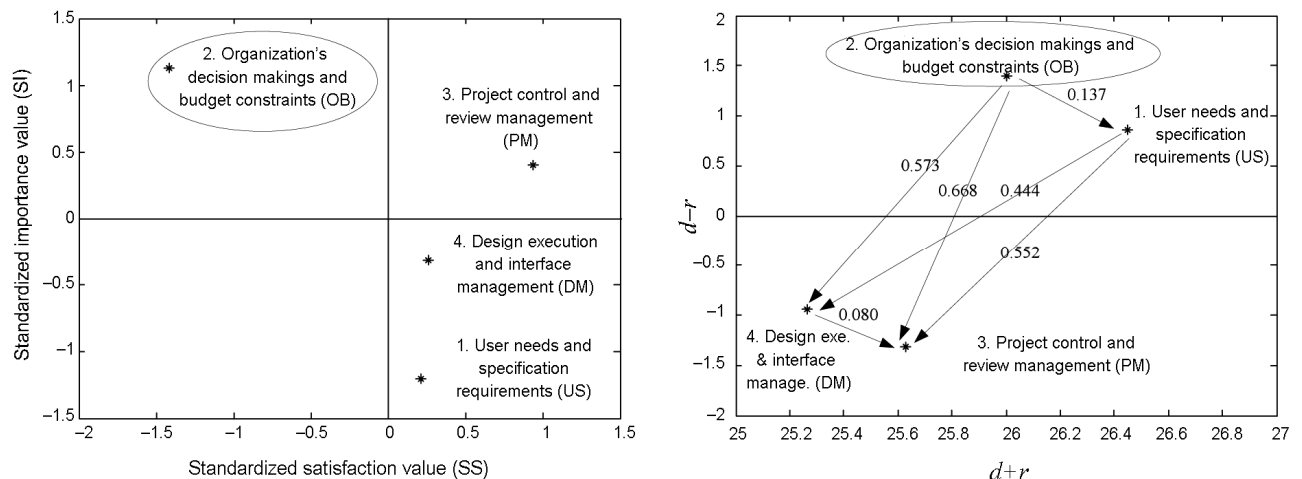 1.5
1
0.5
0
−0.5
−1
−1.5
−2
−1.5
−1
−0.5
0
0.5
1
1.5
Standardized importance value (SI)
Standardized satisfaction value (SS)
2. Organization's
decision makings and
budget constraints (OB)
3. Project control and
review management
(PM)
4. Design execution
and interface
management (DM)
1. User needs and
specification
requirements (US)
2
1.5
1
0.5
0
−0.5
−1
−1.5
−2
25
25.2
25.4
25.6
25.8
26
26.2
26.4
26.6
26.8
27
d−r
d+r
2. Organization's decision makings and
budget constraints (OB)
0.137
1. User needs and
specification
requirements (US)
0.573
0.668
0.444
0.552
0.080
4. Design exe.
& interface
manage. (DM)
3. Project control and
review management (PM)